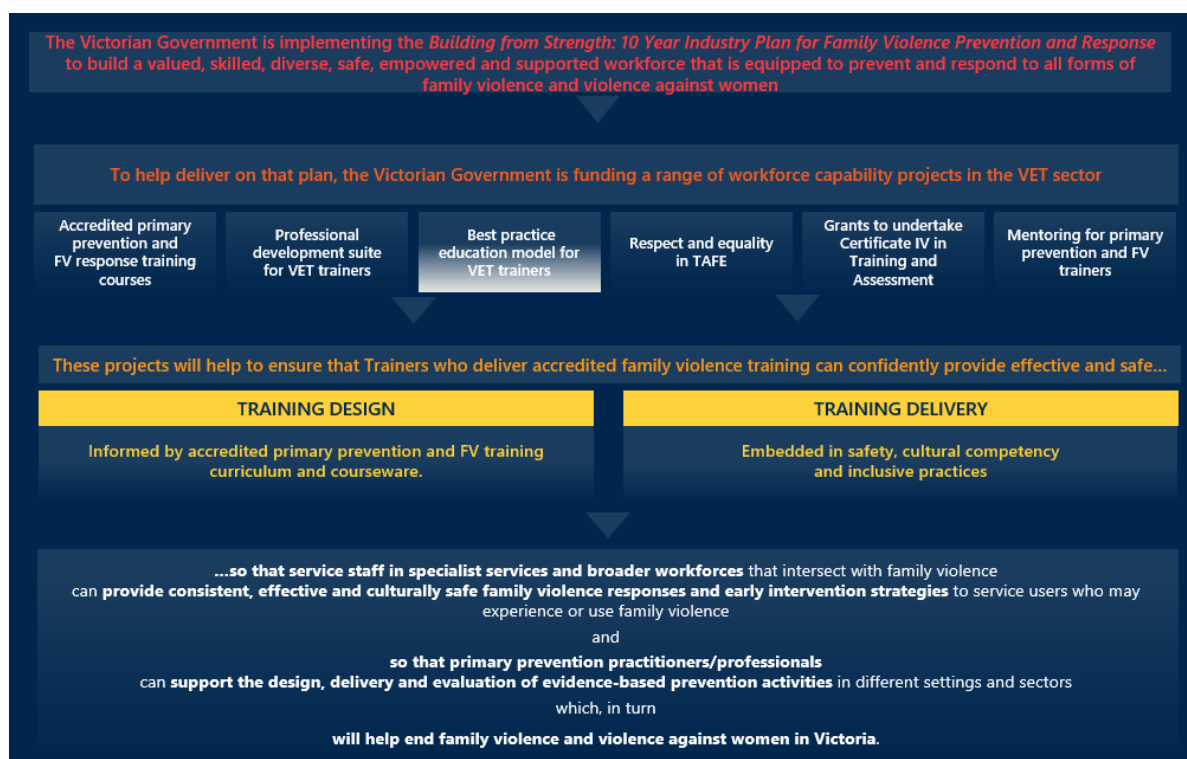 The Victorian Government is implementing the Building from Strength: 10 Year Industry Plan for Family Violence Prevention and Response
to build a valued, skilled, diverse, safe, empowered and supported workforce that is equipped to prevent and respond to all forms of
family violence and violence against women
To help deliver on that plan, the Victorian Government is funding a range of workforce capability projects in the VET sector
Accredited primary
prevention and
FV response training
courses
Professional
development suite
for VET trainers
Best practice
education model for
VET trainers
Respect and equality
in TAFE
Grants to undertake
Certificate IV in
Training and
Assessment
Mentoring for primary
prevention and FV
trainers
These projects will help to ensure that Trainers who deliver accredited family violence training can confidently provide effective and safe...
TRAINING DESIGN
Informed by accredited primary prevention and FV training
curriculum and courseware.
TRAINING DELIVERY
Embedded in safety, cultural competency
and inclusive practices
...so that service staff in specialist services and broader workforces that intersect with family violence
can provide consistent, effective and culturally safe family violence responses and early intervention strategies to service users who may
experience or use family violence
and
so that primary prevention practitioners/professionals
can support the design, delivery and evaluation of evidence-based prevention activities in different settings and sectors
which, in turn
will help end family violence and violence against women in Victoria.